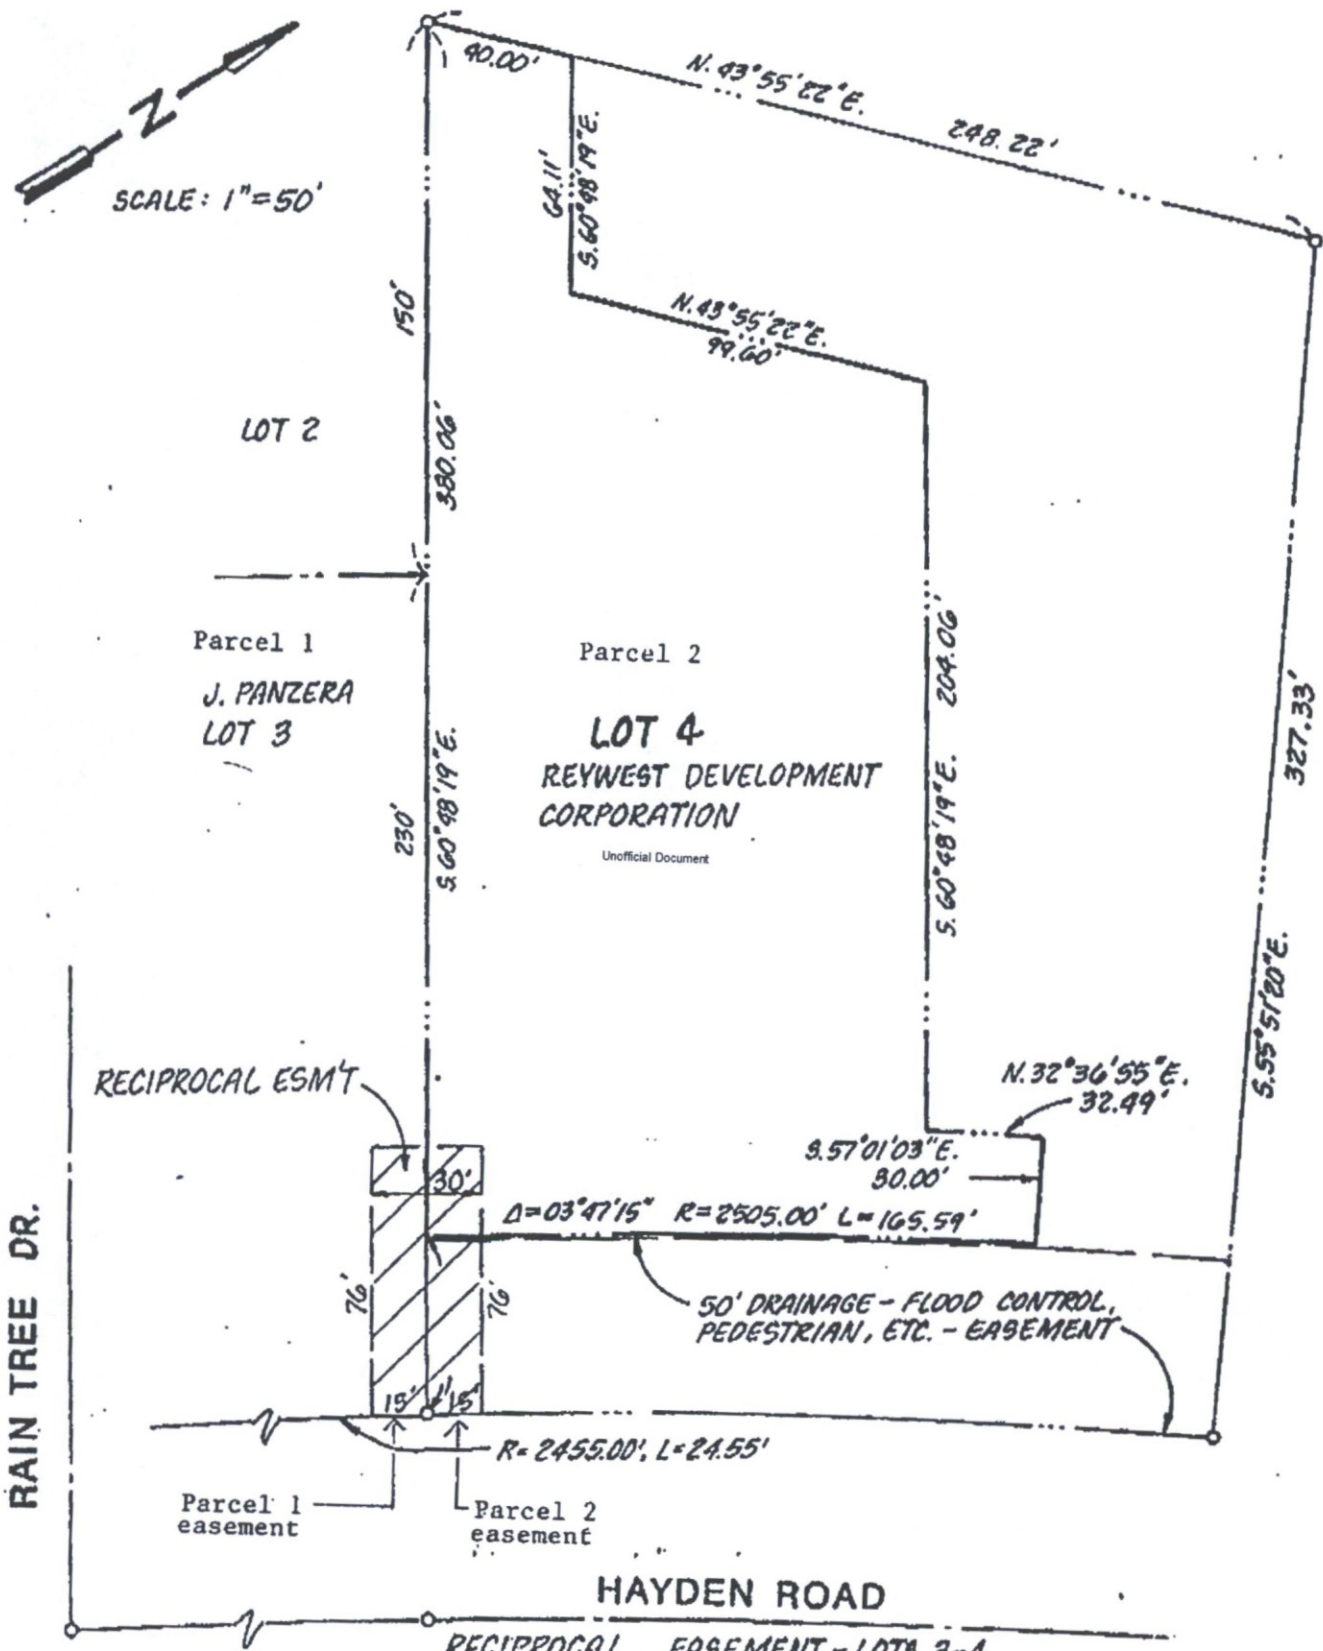 40.00'
N. 43°55'22" E.
248.22'
N
SCALE: 1"=50'
64.11'
S.60°48'19"E.
N.43°55'22"E.
99.60'
150'
380.06'
LOT 2
Parcel 1
J. PANZERA
LOT 3
Parcel 2
LOT 4
REYWEST DEVELOPMENT
CORPORATION
Unofficial Document
230'
S.60°48'19"E.
S.60°48'19"E. 204.06'
327.33'
S.55°51'20"E.
RECIPROCAL ESM'T
N.32°36'55"E.
32.49'
S.57°01'03"E.
30.00'
30'
Δ=03°47'15" R=2505.00' L=165.59'
76'
76'
50' DRAINAGE - FLOOD CONTROL,
PEDESTRIAN, ETC. - EASEMENT
15'
15'
R= 2455.00', L=24.55'
Parcel 1
easement
Parcel 2
easement
RAIN TREE DR.
HAYDEN ROAD
RECIPROCAL EASEMENT - LOTS